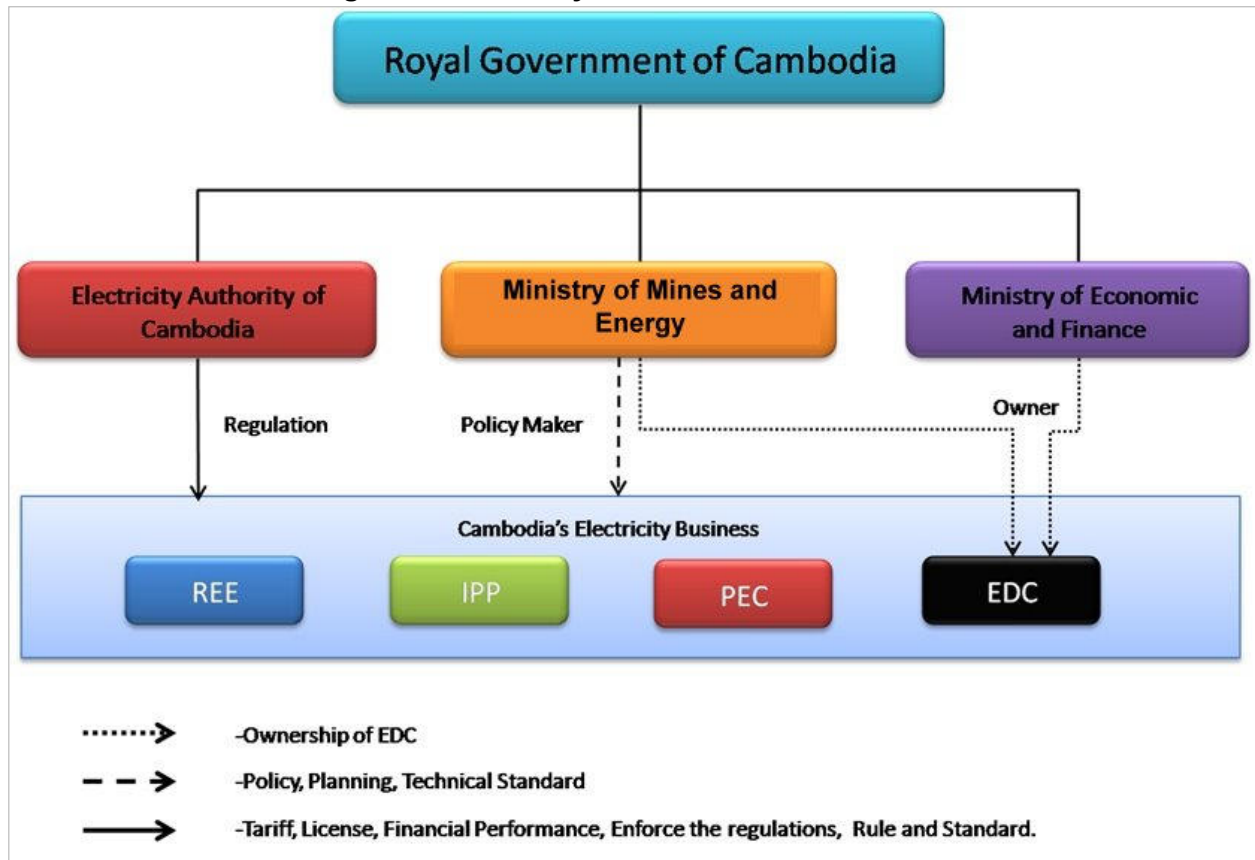 Royal Government of Cambodia
Electricity Authority of
Cambodia
Ministry of Mines and
Energy
Ministry of Economic
and Finance
Regulation
Policy Maker
Owner
Cambodia's Electricity Business
REE
IPP
PEC
EDC
-Ownership of EDC
-Policy, Planning, Technical Standard
-Tariff, License, Financial Performance, Enforce the regulations, Rule and Standard.